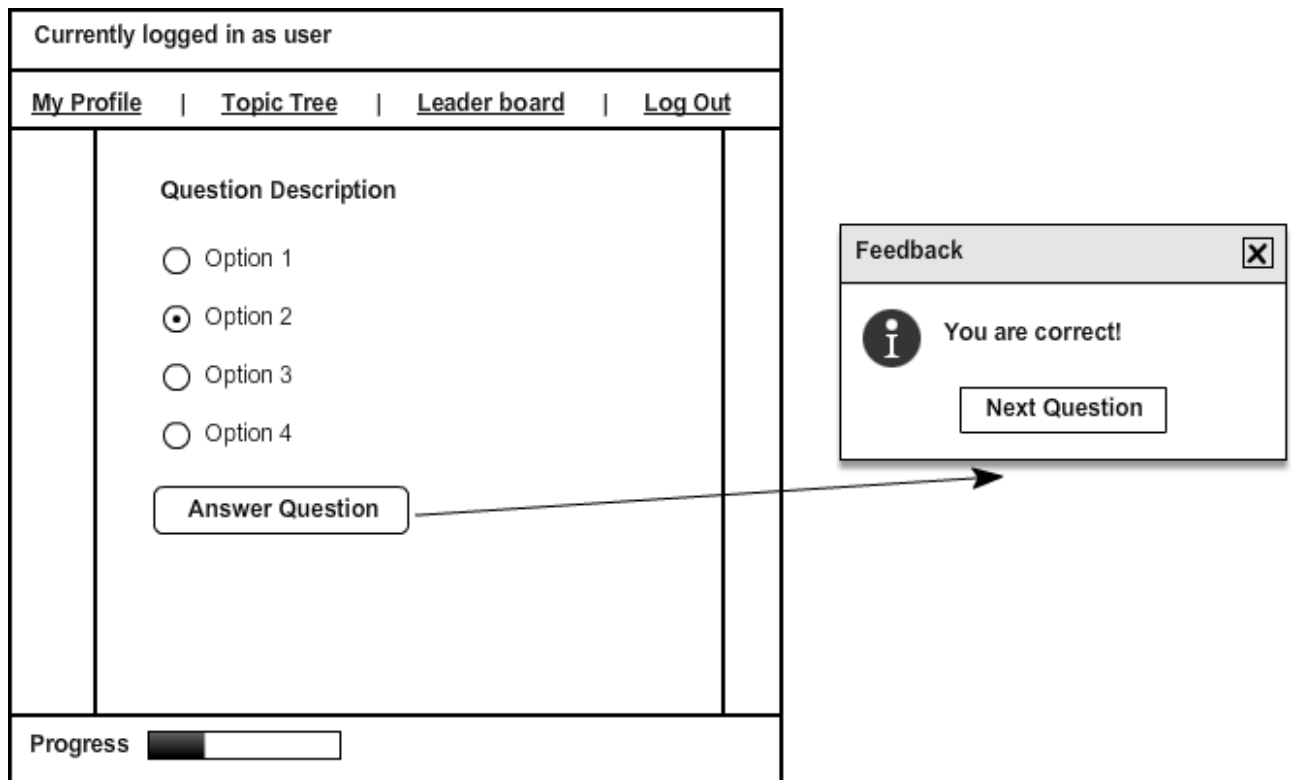 Currently logged in as user
My Profile | Topic Tree | Leader board | Log Out
Question Description
Option 1
Option 2
Option 3
Option 4
Answer Question
Progress
Feedback
You are correct!
Next Question